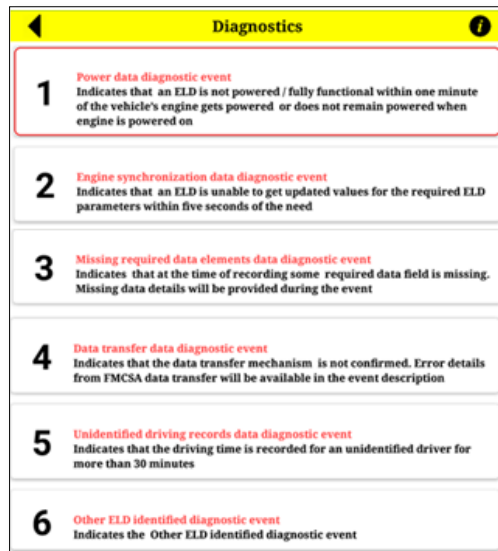 Diagnostics
1
Power data diagnostic event
Indicates that an ELD is not powered / fully functional within one minute
of the vehicle's engine gets powered or does not remain powered when
engine is powered on
2
Engine synchronization data diagnostic event
Indicates that an ELD is unable to get updated values for the required ELD
parameters within five seconds of the need
3
Missing required data elements data diagnostic event
Indicates that at the time of recording some required data field is missing.
Missing data details will be provided during the event
4
Data transfer data diagnostic event
Indicates that the data transfer mechanism is not confirmed. Error details
from FMCSA data transfer will be available in the event description
5
Unidentified driving records data diagnostic event
Indicates that the driving time is recorded for an unidentified driver for
more than 30 minutes
6
Other ELD identified diagnostic event
Indicates the Other ELD identified diagnostic event